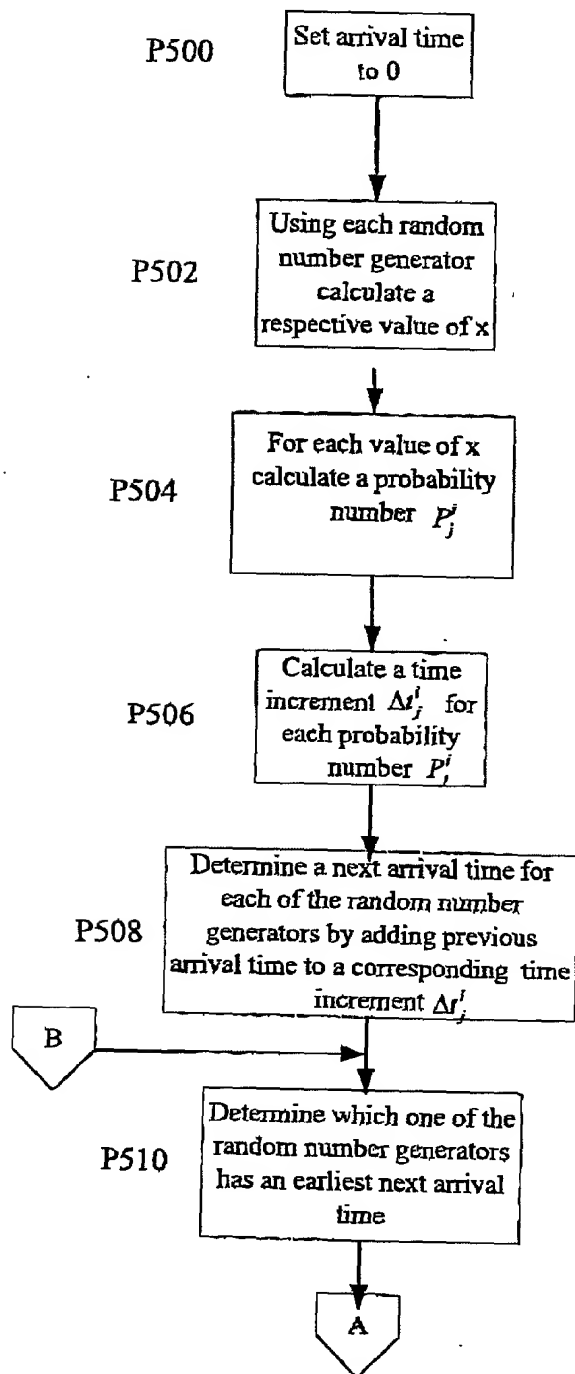 P500
Set arrival time
to 0
P502
Using each random
number generator
calculate a
respective value of x
P504
For each value of x
calculate a probability
number P_j^i
P506
Calculate a time
increment Δt_j^i for
each probability
number P_j^i
P508
Determine a next arrival time for
each of the random number
generators by adding previous
arrival time to a corresponding time
increment Δt_j^i
B
P510
Determine which one of the
random number generators
has an earliest next arrival
time
A